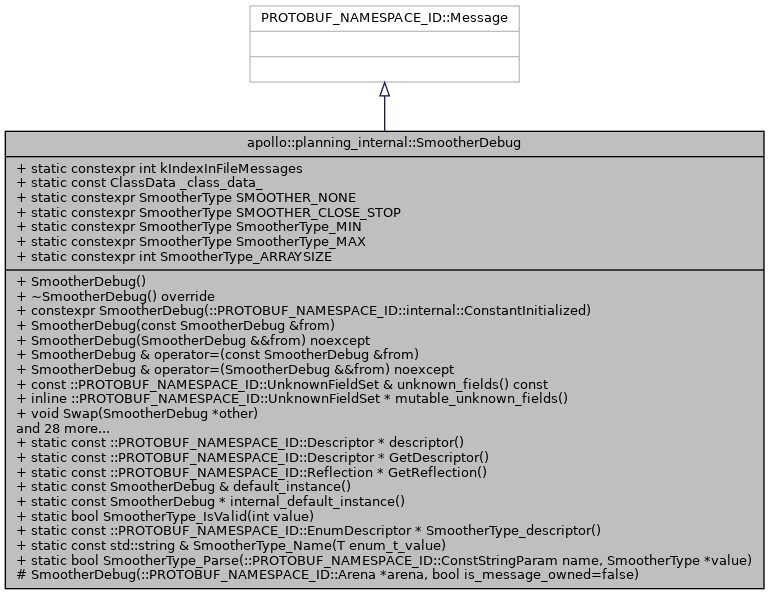 PROTOBUF_NAMESPACE_ID::Message
apollo::planning_internal::SmootherDebug
+ static constexpr int kIndexInFileMessages
+ static const ClassData _class_data_
+ static constexpr SmootherType SMOOTHER_NONE
+ static constexpr SmootherType SMOOTHER_CLOSE_STOP
+ static constexpr SmootherType SmootherType_MIN
+ static constexpr SmootherType SmootherType_MAX
+ static constexpr int SmootherType_ARRAYSIZE
+ SmootherDebug()
+ ~SmootherDebug() override
+ constexpr SmootherDebug(::PROTOBUF_NAMESPACE_ID::internal::ConstantInitialized)
+ SmootherDebug(const SmootherDebug &from)
+ SmootherDebug(SmootherDebug &&from) noexcept
+ SmootherDebug & operator=(const SmootherDebug &from)
+ SmootherDebug & operator=(SmootherDebug &&from) noexcept
+ const ::PROTOBUF_NAMESPACE_ID::UnknownFieldSet & unknown_fields() const
+ inline ::PROTOBUF_NAMESPACE_ID::UnknownFieldSet * mutable_unknown_fields()
+ void Swap(SmootherDebug *other)
and 28 more...
+ static const ::PROTOBUF_NAMESPACE_ID::Descriptor * descriptor()
+ static const ::PROTOBUF_NAMESPACE_ID::Descriptor * GetDescriptor()
+ static const ::PROTOBUF_NAMESPACE_ID::Reflection * GetReflection()
+ static const SmootherDebug & default_instance()
+ static const SmootherDebug * internal_default_instance()
+ static bool SmootherType_IsValid(int value)
+ static const ::PROTOBUF_NAMESPACE_ID::EnumDescriptor * SmootherType_descriptor()
+ static const std::string & SmootherType_Name(T enum_t_value)
+ static bool SmootherType_Parse(::PROTOBUF_NAMESPACE_ID::ConstStringParam name, SmootherType *value)
# SmootherDebug(::PROTOBUF_NAMESPACE_ID::Arena *arena, bool is_message_owned=false)